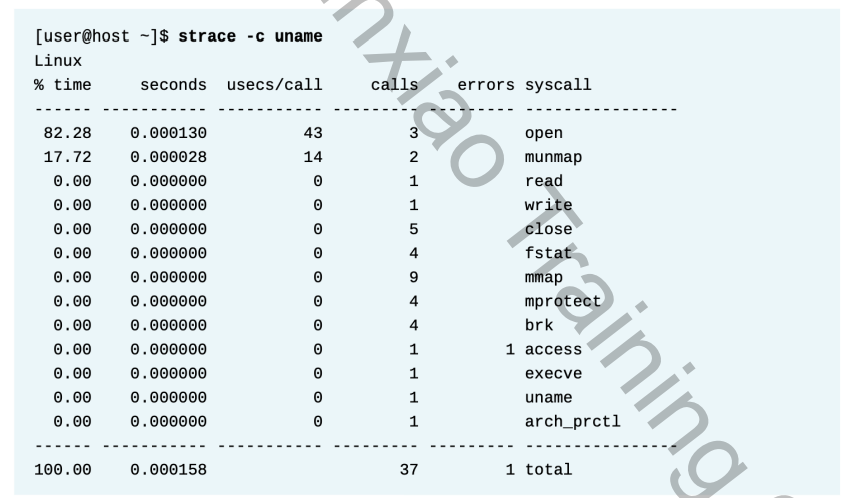 [user@host ~]$ strace -c uname
Linux
% time     seconds  usecs/call     calls    errors syscall
------ ----------- ----------- --------- --------- ----------------
 82.28    0.000130          43         3           open
 17.72    0.000028          14         2           munmap
  0.00    0.000000           0         1           read
  0.00    0.000000           0         1           write
  0.00    0.000000           0         5           close
  0.00    0.000000           0         4           fstat
  0.00    0.000000           0         9           mmap
  0.00    0.000000           0         4           mprotect
  0.00    0.000000           0         4           brk
  0.00    0.000000           0         1         1 access
  0.00    0.000000           0         1           execve
  0.00    0.000000           0         1           uname
  0.00    0.000000           0         1           arch_prctl
------ ----------- ----------- --------- --------- ----------------
100.00    0.000158                    37         1 total
Training